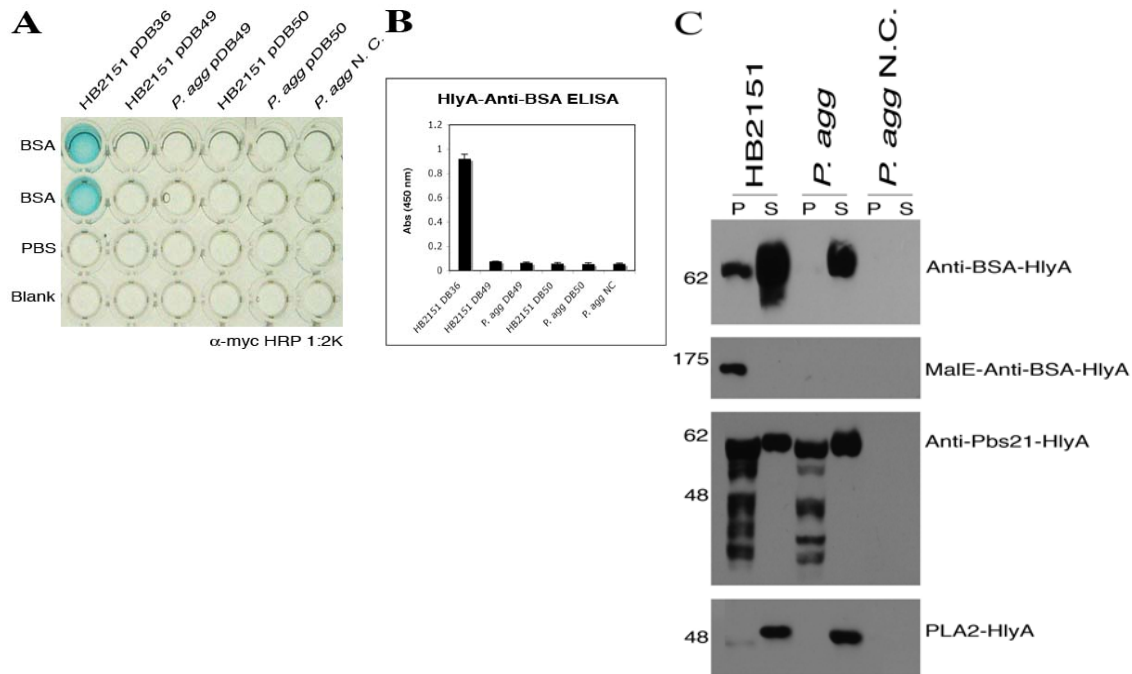 A
HB2151 pDB36
HB2151 pDB49
P. agg pDB49
HB2151 pDB50
P. agg pDB50
P. agg N. C.
BSA
BSA
PBS
Blank
α-myc HRP 1:2K
B
HlyA-Anti-BSA ELISA
Abs (450 nm)
1.2
1
0.8
0.6
0.4
0.2
0
HB2151 DB36
HB2151 DB49
P. agg DB49
HB2151 DB50
P. agg DB50
P. agg NC
C
HB2151
P. agg
P. agg N.C.
P S P S P S
62 Anti-BSA-HlyA
175 MalE-Anti-BSA-HlyA
62 Anti-Pbs21-HlyA
48
48 PLA2-HlyA